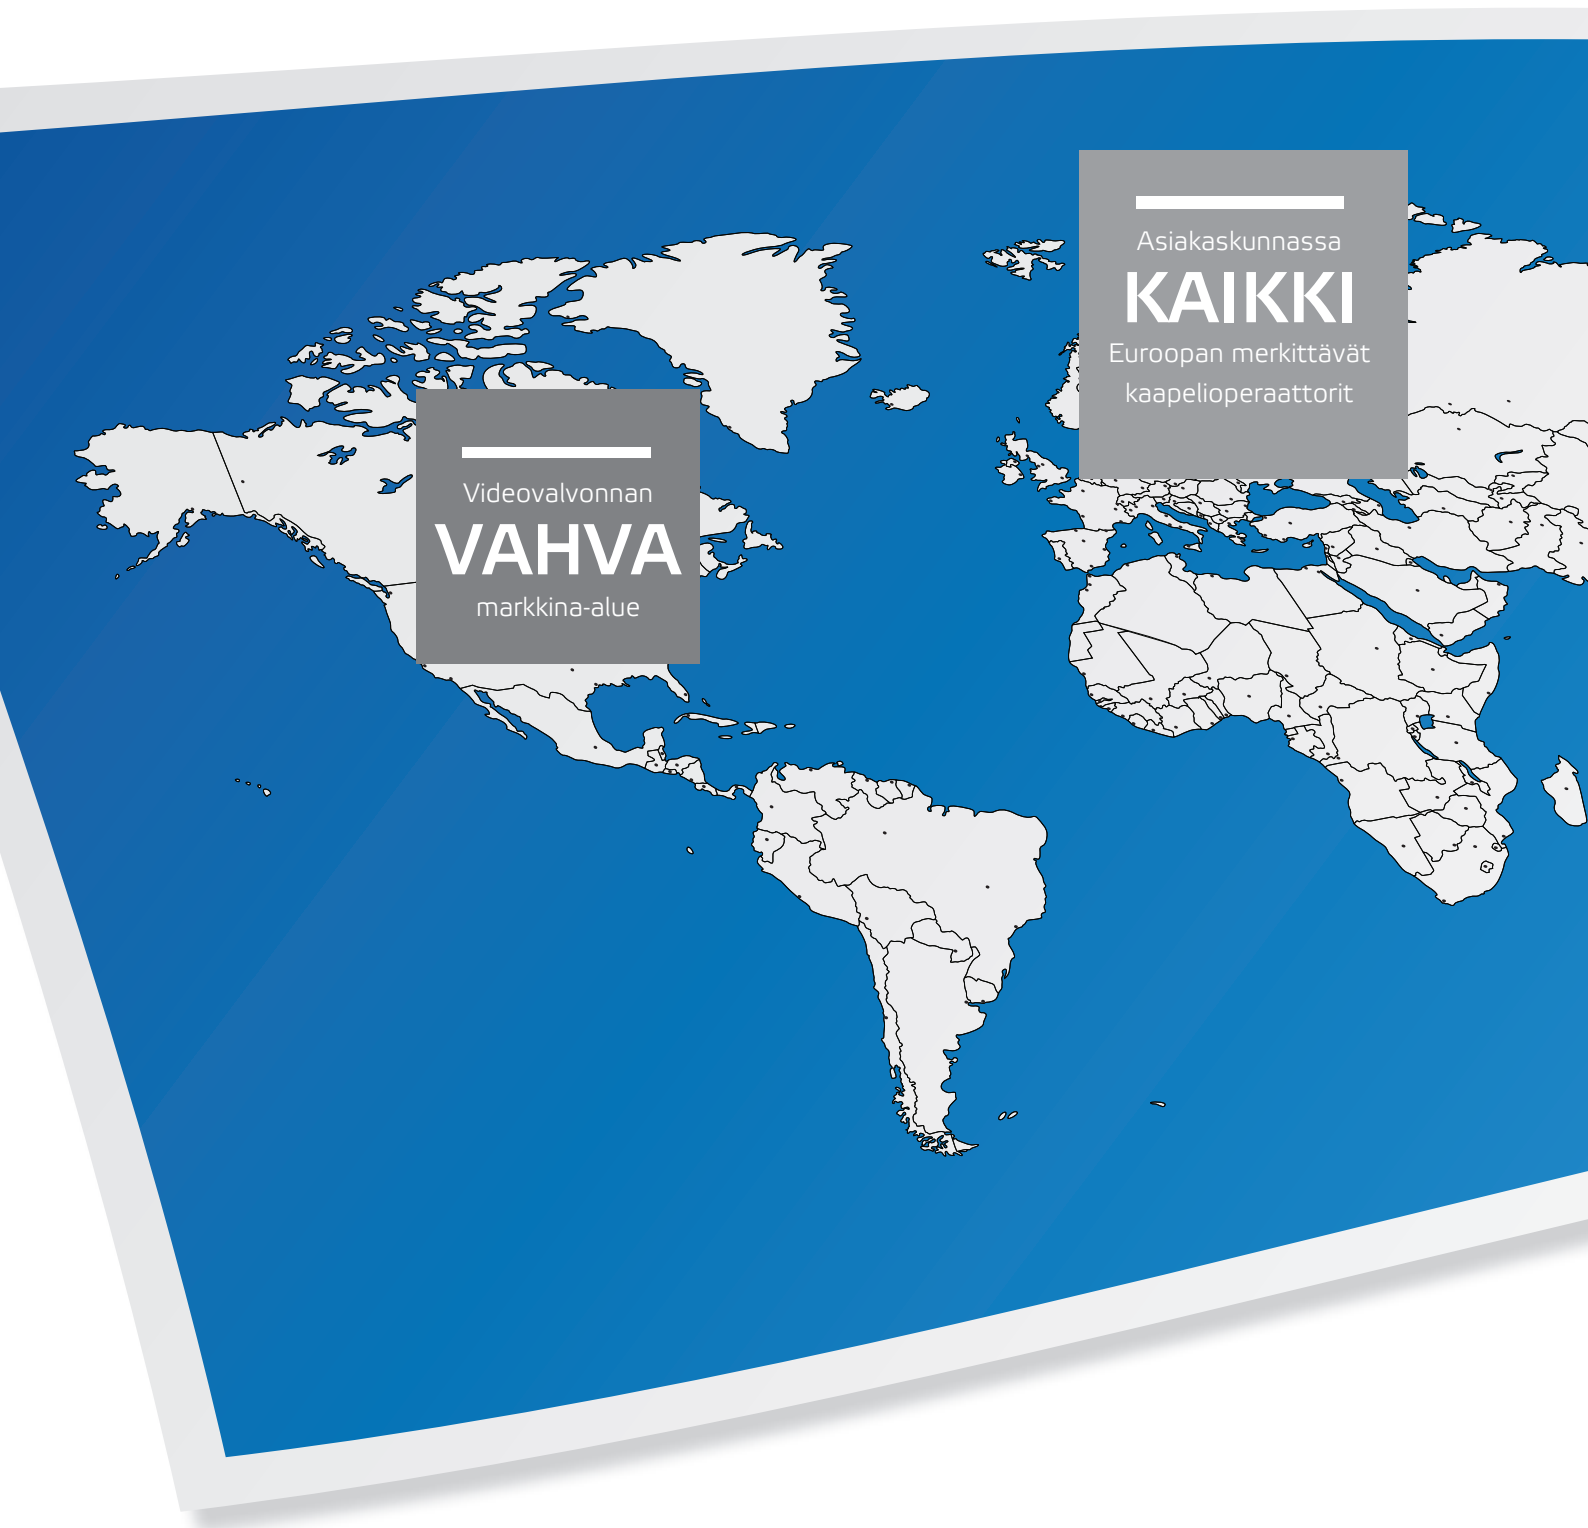 Asiakaskunnassa
KAIKKI
Euroopan merkittävät
kaapelioperaattorit
Videovalvonnan
VAHVA
markkina-alue